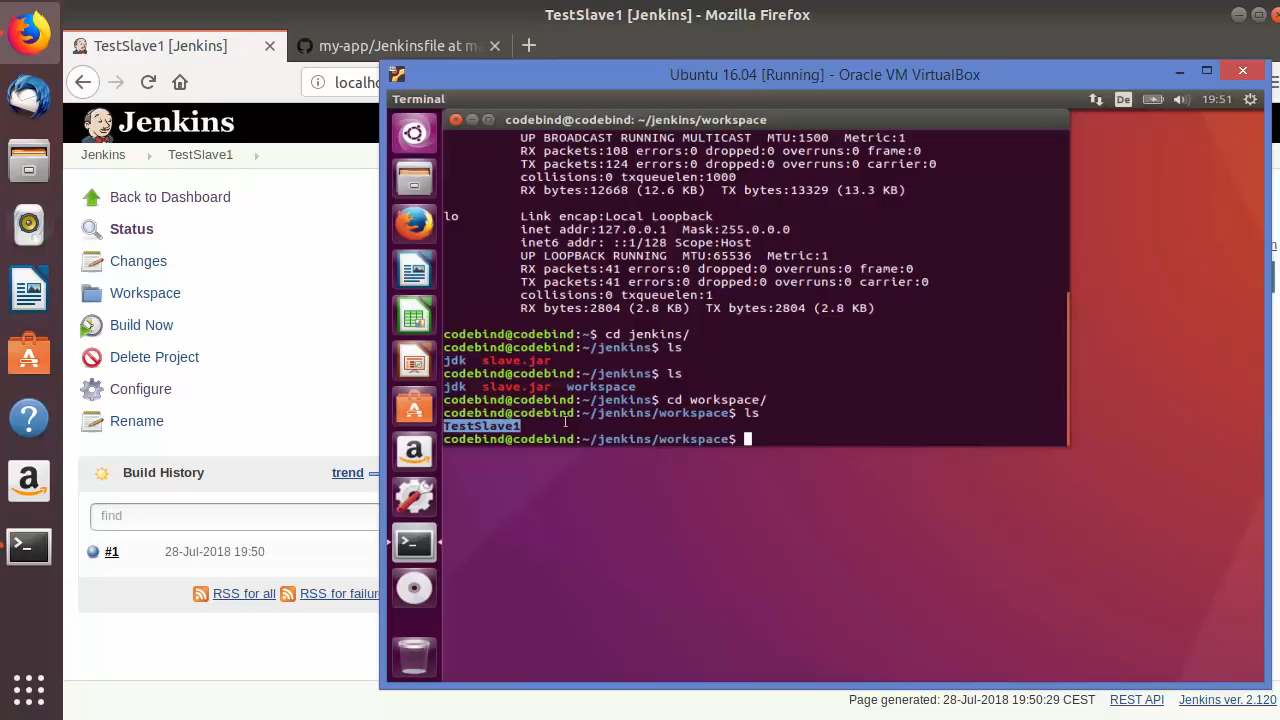 TestSlave1 [Jenkins] - Mozilla Firefox
TestSlave1 [Jenkins]
my-app/Jenkinsfile at m
localho
Jenkins
Jenkins
TestSlave1
Back to Dashboard
Status
Changes
Workspace
Build Now
Delete Project
Configure
Rename
Build History
trend
find
#1
28-Jul-2018 19:50
RSS for all
RSS for failur
Ubuntu 16.04 [Running] - Oracle VM VirtualBox
Terminal
De
19:51
codebind@codebind: ~/jenkins/workspace
UP BROADCAST RUNNING MULTICAST  MTU:1500  Metric:1
RX packets:108 errors:0 dropped:0 overruns:0 frame:0
TX packets:124 errors:0 dropped:0 overruns:0 carrier:0
collisions:0 txqueuelen:1000
RX bytes:12668 (12.6 KB)  TX bytes:13329 (13.3 KB)
lo        Link encap:Local Loopback
inet addr:127.0.0.1  Mask:255.0.0.0
inet6 addr: ::1/128 Scope:Host
UP LOOPBACK RUNNING  MTU:65536  Metric:1
RX packets:41 errors:0 dropped:0 overruns:0 frame:0
TX packets:41 errors:0 dropped:0 overruns:0 carrier:0
collisions:0 txqueuelen:1
RX bytes:2804 (2.8 KB)  TX bytes:2804 (2.8 KB)
codebind@codebind:~$ cd jenkins/
codebind@codebind:~/jenkins$ ls
jdk  slave.jar
codebind@codebind:~/jenkins$ ls
jdk  slave.jar  workspace
codebind@codebind:~/jenkins$ cd workspace/
codebind@codebind:~/jenkins/workspace$ ls
TestSlave1
codebind@codebind:~/jenkins/workspace$
Page generated: 28-Jul-2018 19:50:29 CEST
REST API
Jenkins ver. 2.120